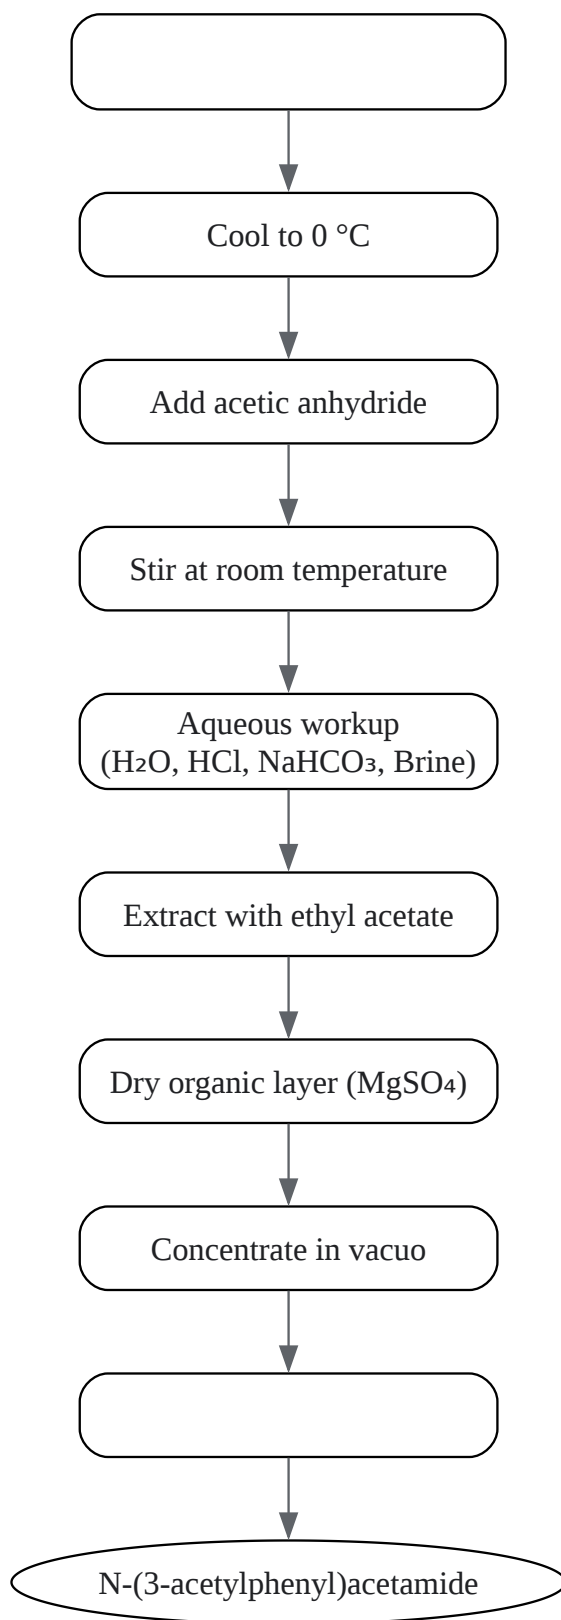 Cool to 0 °C
Add acetic anhydride
Stir at room temperature
Aqueous workup
(H₂O, HCl, NaHCO₃, Brine)
Extract with ethyl acetate
Dry organic layer (MgSO₄)
Concentrate in vacuo
N-(3-acetylphenyl)acetamide